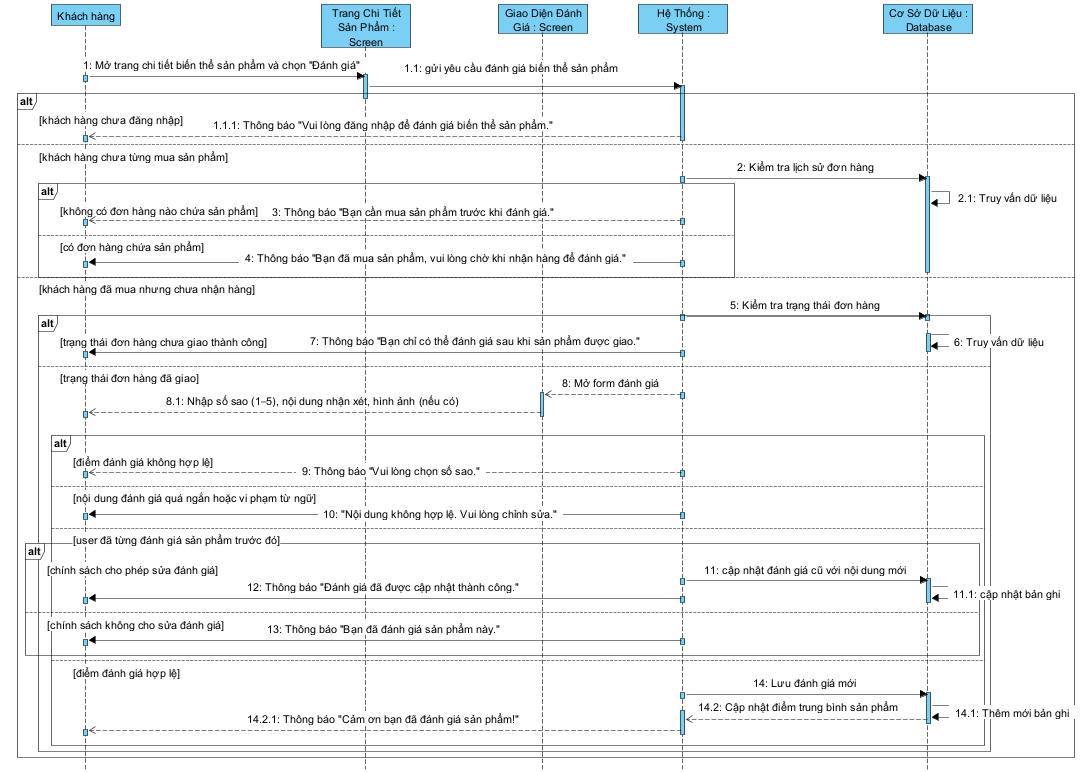 Khách hàng
Trang Chi Tiết
Sản Phẩm :
Screen
Giao Diện Đánh
Giá : Screen
Hệ Thống :
System
Cơ Sở Dữ Liệu :
Database
1: Mở trang chi tiết biến thể sản phẩm và chọn "Đánh giá"
1.1: gửi yêu cầu đánh giá biến thể sản phẩm
alt
[khách hàng chưa đăng nhập]
1.1.1: Thông báo "Vui lòng đăng nhập để đánh giá biến thể sản phẩm."
[khách hàng chưa từng mua sản phẩm]
2: Kiểm tra lịch sử đơn hàng
alt
2.1: Truy vấn dữ liệu
[không có đơn hàng nào chứa sản phẩm]
3: Thông báo "Bạn cần mua sản phẩm trước khi đánh giá."
[có đơn hàng chứa sản phẩm]
4: Thông báo "Bạn đã mua sản phẩm, vui lòng chờ khi nhận hàng để đánh giá."
[khách hàng đã mua nhưng chưa nhận hàng]
5: Kiểm tra trạng thái đơn hàng
alt
[trạng thái đơn hàng chưa giao thành công]
7: Thông báo "Bạn chỉ có thể đánh giá sau khi sản phẩm được giao."
6: Truy vấn dữ liệu
[trạng thái đơn hàng đã giao]
8: Mở form đánh giá
8.1: Nhập số sao (1–5), nội dung nhận xét, hình ảnh (nếu có)
alt
[điểm đánh giá không hợp lệ]
9: Thông báo "Vui lòng chọn số sao."
[nội dung đánh giá quá ngắn hoặc vi phạm từ ngữ]
10: "Nội dung không hợp lệ. Vui lòng chỉnh sửa."
[user đã từng đánh giá sản phẩm trước đó]
alt
[chính sách cho phép sửa đánh giá]
11: cập nhật đánh giá cũ với nội dung mới
12: Thông báo "Đánh giá đã được cập nhật thành công."
11.1: cập nhật bản ghi
[chính sách không cho sửa đánh giá]
13: Thông báo "Bạn đã đánh giá sản phẩm này."
[điểm đánh giá hợp lệ]
14: Lưu đánh giá mới
14.2: Cập nhật điểm trung bình sản phẩm
14.1: Thêm mới bản ghi
14.2.1: Thông báo "Cảm ơn bạn đã đánh giá sản phẩm!"